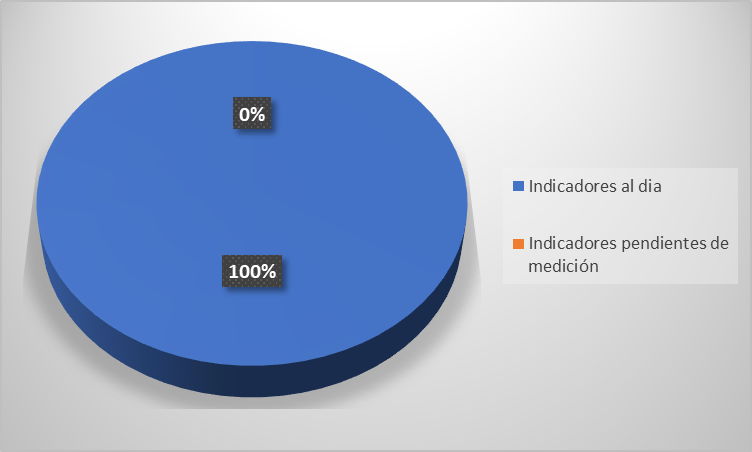 0%
100%
Indicadores al dia
Indicadores pendientes de
medición